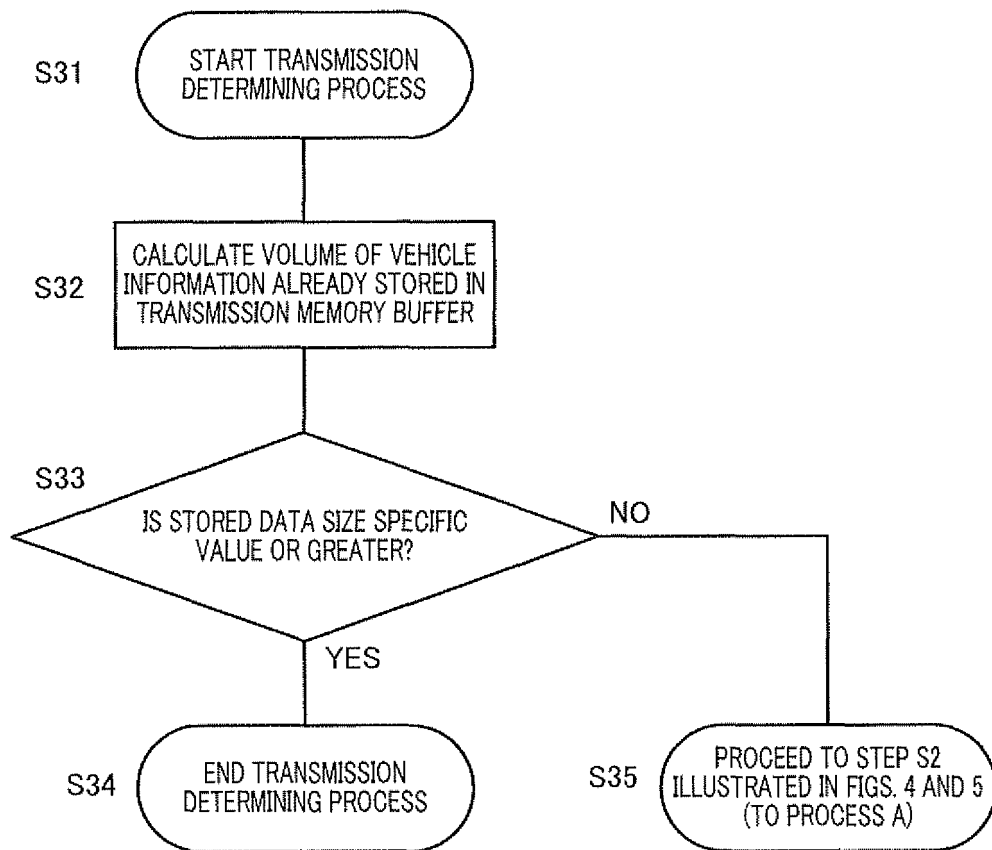 S31
START TRANSMISSION
DETERMINING PROCESS
S32
CALCULATE VOLUME OF VEHICLE
INFORMATION ALREADY STORED IN
TRANSMISSION MEMORY BUFFER
S33
IS STORED DATA SIZE SPECIFIC
VALUE OR GREATER?
NO
YES
S34
END TRANSMISSION
DETERMINING PROCESS
S35
PROCEED TO STEP S2
ILLUSTRATED IN FIGS. 4 AND 5
(TO PROCESS A)